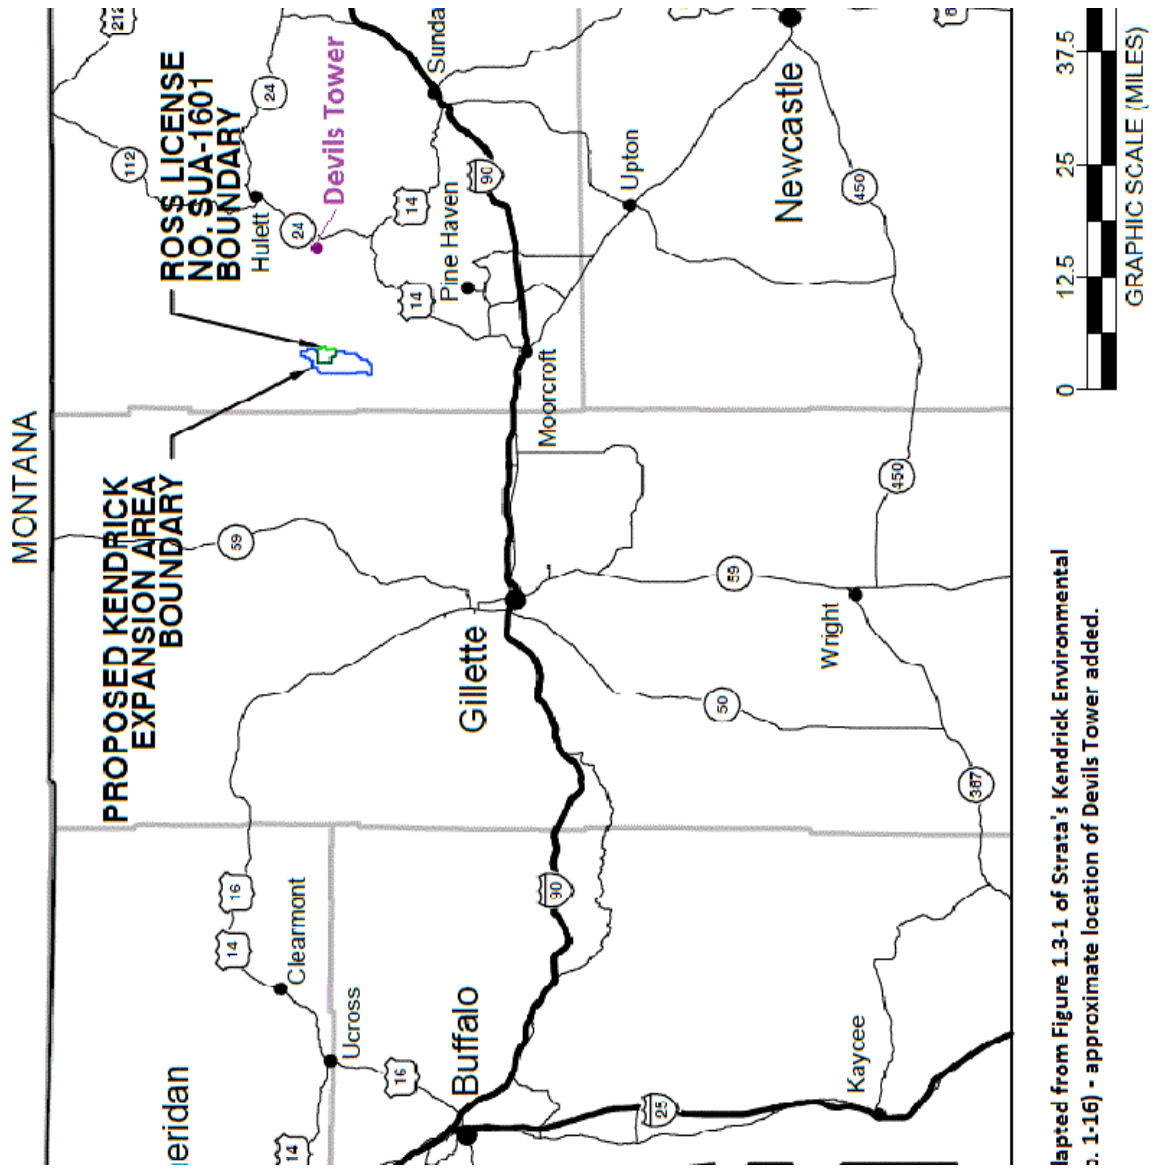 MONTANA
PROPOSED KENDRICK
EXPANSION AREA
BOUNDARY
ROSS LICENSE
NO. SUA-1601
BOUNDARY
212
112
24
59
Hulett
24
Devils Tower
eridan
14
14
16
Clearmont
Ucross
16
Buffalo
Gillette
14
14
Pine Haven
Sunda
90
90
Moorcroft
Upton
25
50
59
Newcastle
Wright
Kaycee
450
450
387
lapted from Figure 1.3-1 of Strata's Kendrick Environmental
o. 1-16) - approximate location of Devils Tower added.
0 12.5 25 37.5
GRAPHIC SCALE (MILES)